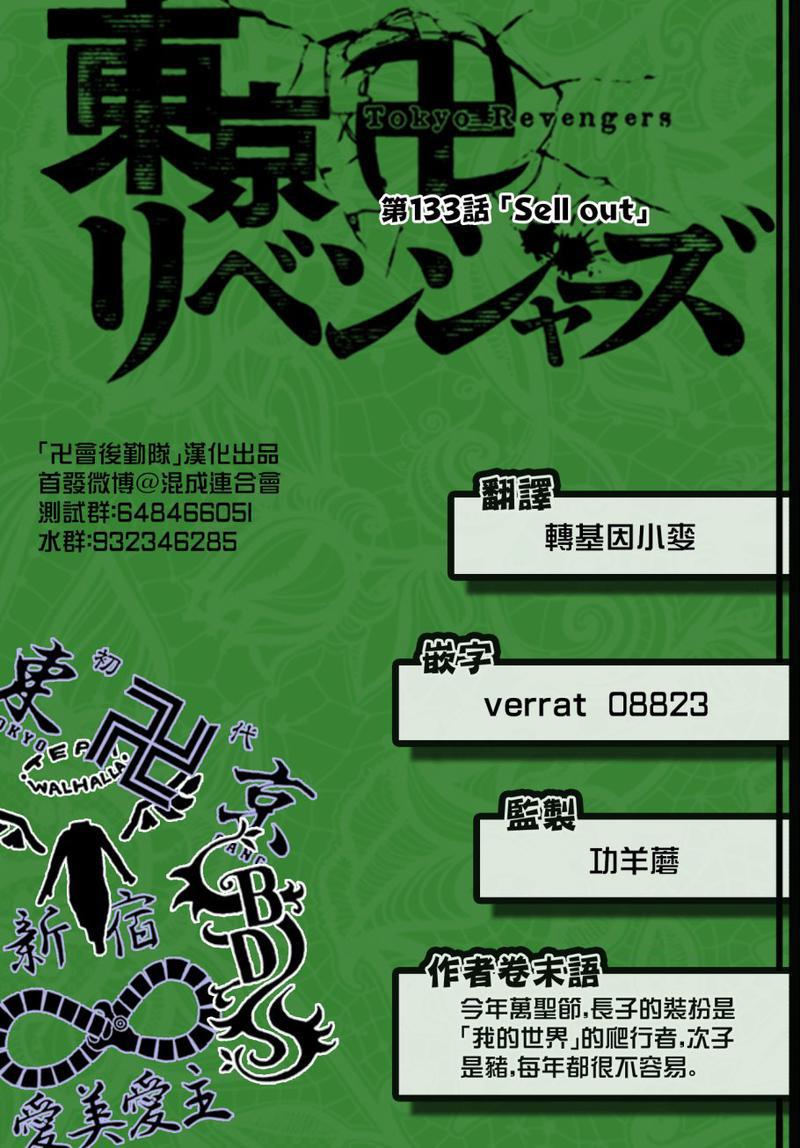 東京
卍
Tokyo Revengers
第133話「Sell out」
リベンジャーズ
「卍會後勤隊」漢化出品
首發微博@混成連合會
測試群:648466051
水群:932346285
翻譯
轉基因小麥
嵌字
verrat 08823
監製
功羊蘑
作者卷末語
今年萬聖節,長子的裝扮是
「我的世界」的爬行者,次子
是豬,每年都很不容易。
初代
東卍京
TOKYO
WALHALLA
GANG
BD
新宿
愛美愛主